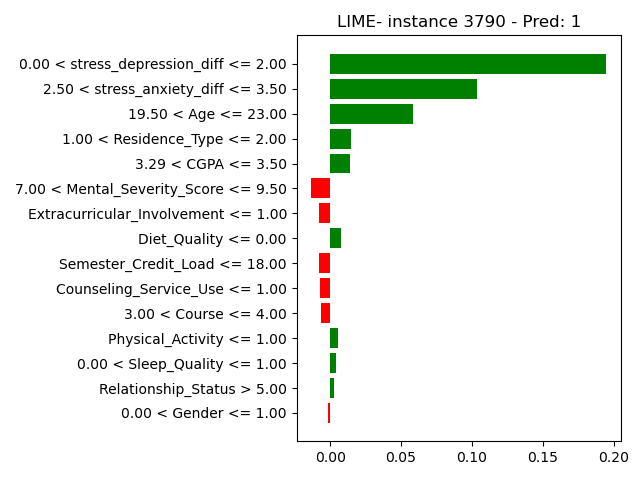 LIME- instance 3790 - Pred: 1
0.00 < stress_depression_diff <= 2.00
2.50 < stress_anxiety_diff <= 3.50
19.50 < Age <= 23.00
1.00 < Residence_Type <= 2.00
3.29 < CGPA <= 3.50
7.00 < Mental_Severity_Score <= 9.50
Extracurricular_Involvement <= 1.00
Diet_Quality <= 0.00
Semester_Credit_Load <= 18.00
Counseling_Service_Use <= 1.00
3.00 < Course <= 4.00
Physical_Activity <= 1.00
0.00 < Sleep_Quality <= 1.00
Relationship_Status > 5.00
0.00 < Gender <= 1.00
0.00 0.05 0.10 0.15 0.20